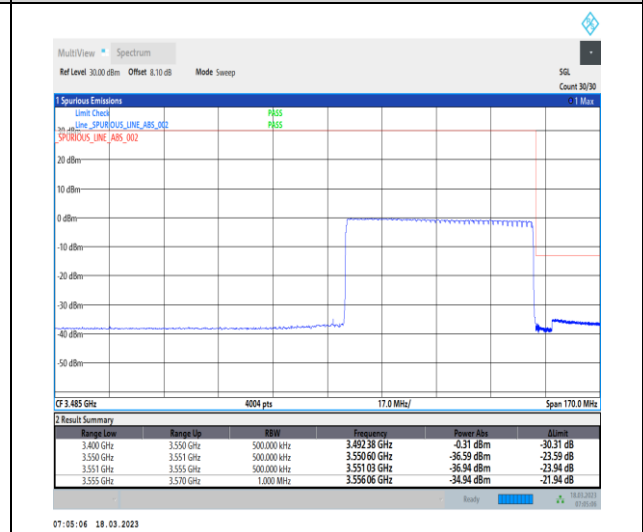 MultiView Spectrum
Ref Level 30.00 dBm Offset 8.10 dB Mode Sweep SGL
Count 30/30
1 Spurious Emissions 1 Max
Limit Check PASS
Line _SPURIOUS_LINE_ABS_002 PASS
30 dBm
_SPURIOUS_LINE_ABS_002
20 dBm
10 dBm
0 dBm
-10 dBm
-20 dBm
-30 dBm
-40 dBm
-50 dBm
CF 3.485 GHz 4004 pts 17.0 MHz/ Span 170.0 MHz
2 Result Summary
Range Low Range Up RBW Frequency Power Abs ΔLimit
3.400 GHz 3.550 GHz 500.000 kHz 3.492 38 GHz -0.31 dBm -30.31 dB
3.550 GHz 3.551 GHz 500.000 kHz 3.550 60 GHz -36.59 dBm -23.59 dB
3.551 GHz 3.555 GHz 500.000 kHz 3.551 03 GHz -36.94 dBm -23.94 dB
3.555 GHz 3.570 GHz 1.000 MHz 3.556 06 GHz -34.94 dBm -21.94 dB
Ready 18.03.2023
07:05:06
07:05:06 18.03.2023